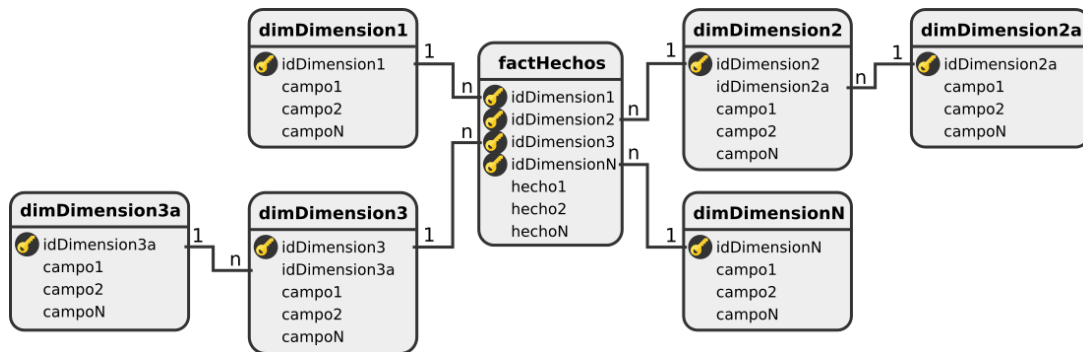 dimDimension1
idDimension1
campo1
campo2
campoN
1
n
factHechos
idDimension1
idDimension2
idDimension3
idDimensionN
hecho1
hecho2
hechoN
n
n
n
dimDimension2
idDimension2
idDimension2a
campo1
campo2
campoN
1
n
1
dimDimension2a
idDimension2a
campo1
campo2
campoN
dimDimension3a
idDimension3a
campo1
campo2
campoN
1
n
dimDimension3
idDimension3
idDimension3a
campo1
campo2
campoN
1
dimDimensionN
idDimensionN
campo1
campo2
campoN
1